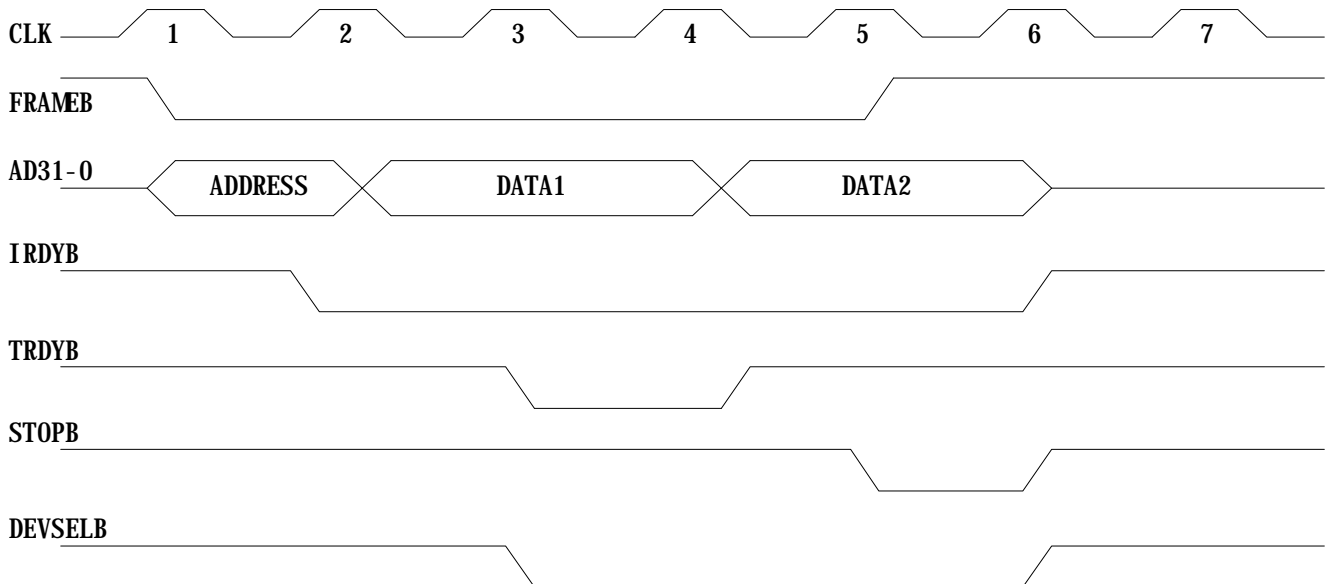 CLK 1 2 3 4 5 6 7
FRAMEB
AD31-0 ADDRESS DATA1 DATA2
IRDYB
TRDYB
STOPB
DEVSELB